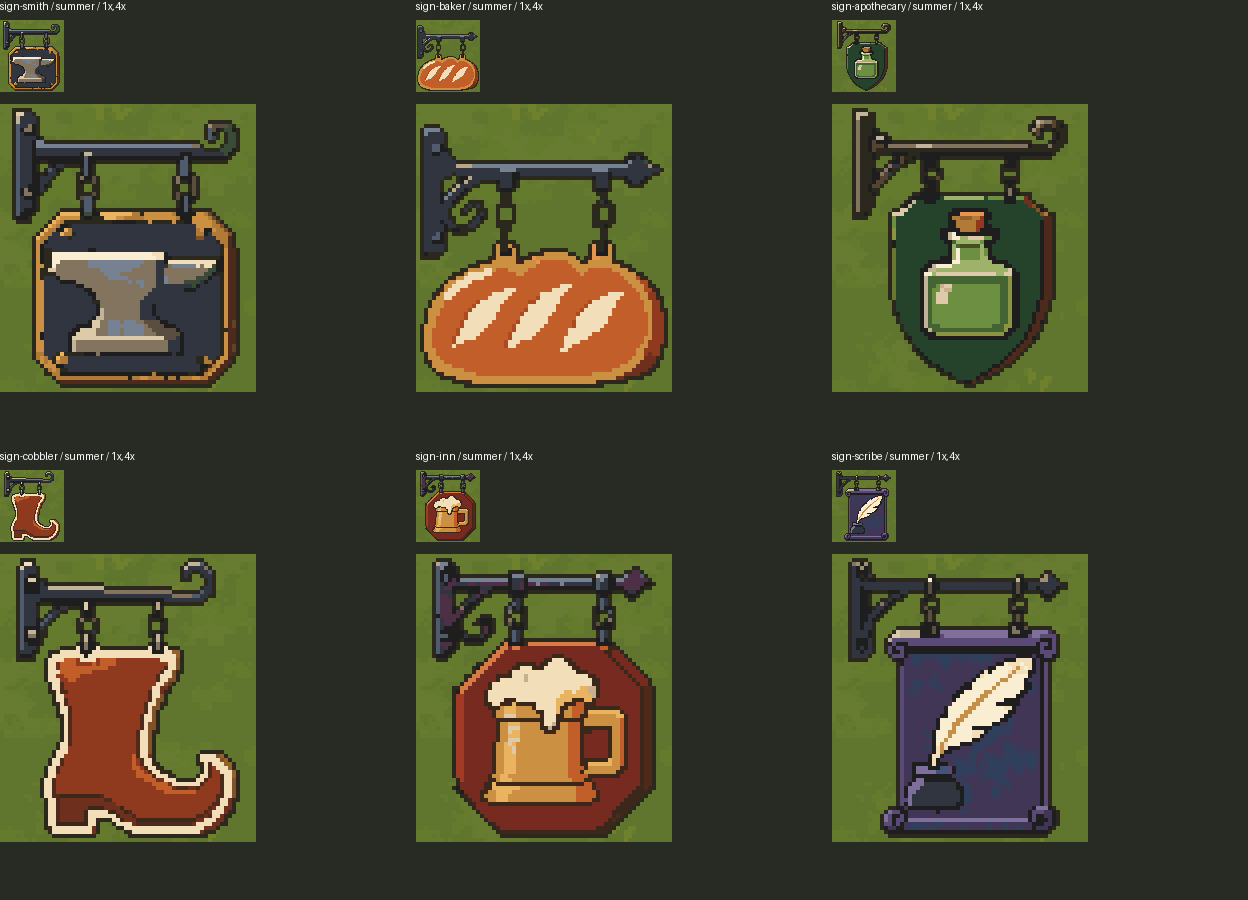 sign-smith / summer / 1x,4x
sign-baker / summer / 1x,4x
sign-apothecary / summer / 1x,4x
sign-cobbler / summer / 1x,4x
sign-inn / summer / 1x,4x
sign-scribe / summer / 1x,4x